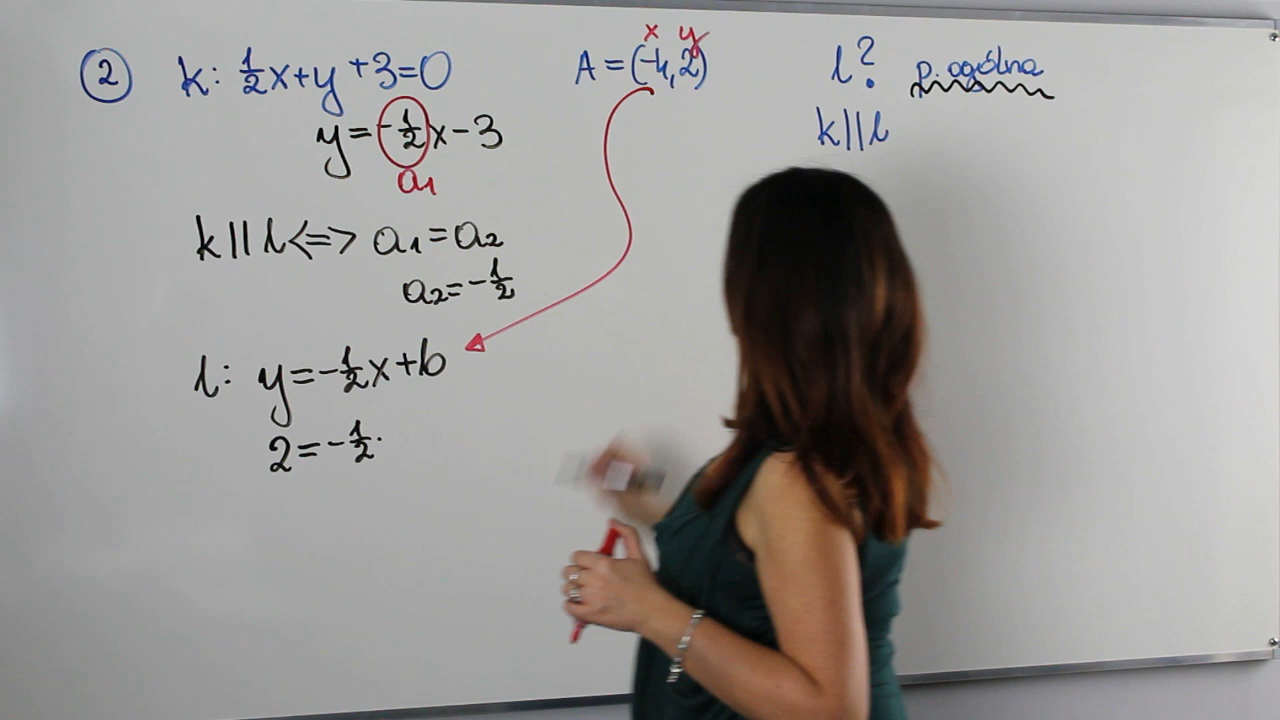 ② k: ½x+y+3=0
y=-½x-3
a₁
k||l<=>a₁=a₂
a₂=-½
l: y=-½x+b
2=-½·
x y
A=(-4,2)
l?
p. ogólna
k||l